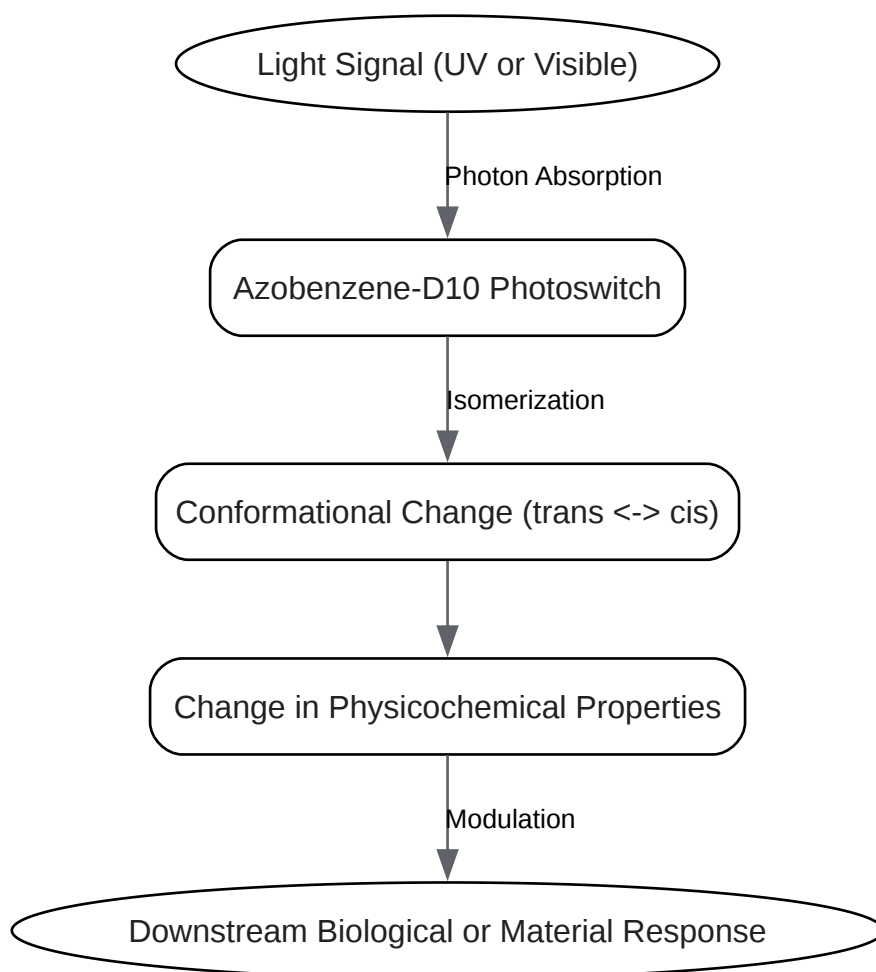 Light Signal (UV or Visible)
Photon Absorption
Azobenzene-D10 Photoswitch
Isomerization
Conformational Change (trans <-> cis)
Change in Physicochemical Properties
Modulation
Downstream Biological or Material Response